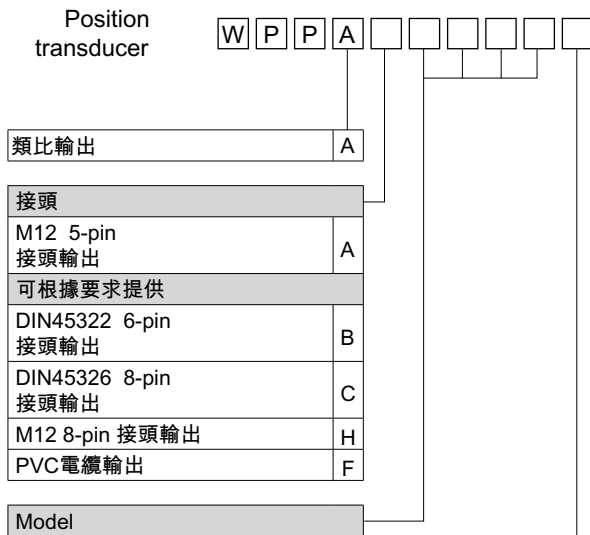 Position
transducer
W P P A
類比輸出 A
接頭
M12 5-pin
接頭輸出 A
可根據要求提供
DIN45322 6-pin
接頭輸出 B
DIN45326 8-pin
接頭輸出 C
M12 8-pin 接頭輸出 H
PVC電纜輸出 F
Model